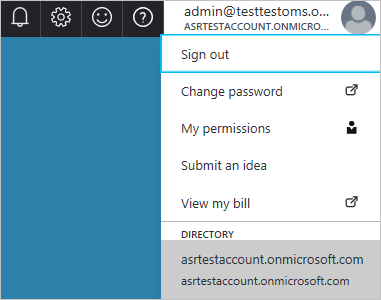 admin@testtestoms.o...
ASRTESTACCOUNT.ONMICRO...
Sign out
Change password
My permissions
Submit an idea
View my bill
DIRECTORY
asrtestaccount.onmicrosoft.com
asrtestaccount.onmicrosoft.com